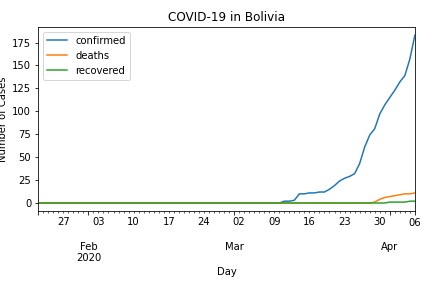 COVID-19 in Bolivia
confirmed
deaths
recovered
175
150
125
100
75
50
25
0
Number of Cases
27 03 10 17 24 02 09 16 23 30 06
Feb Mar Apr
2020
Day